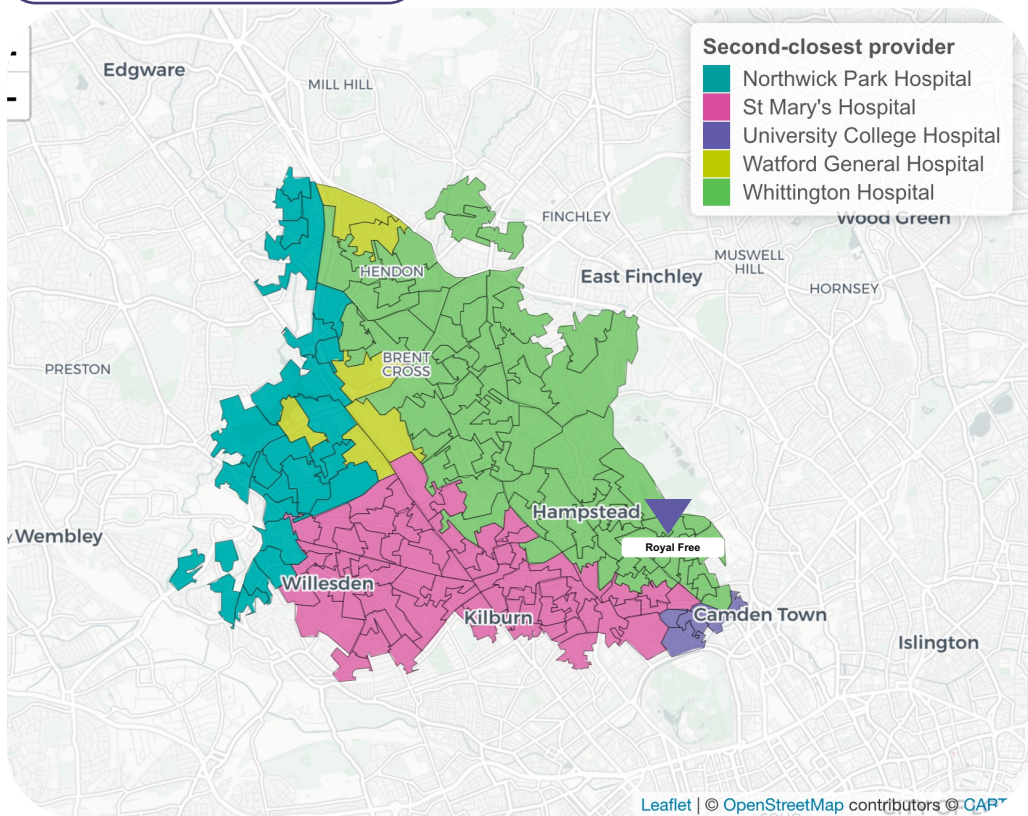 Second-closest provider
Northwick Park Hospital
St Mary's Hospital
University College Hospital
Watford General Hospital
Whittington Hospital
Edgware
MILL HILL
FINCHLEY
Wood Green
MUSWELL
HILL
East Finchley
HENDON
HORNSEY
BRENT
CROSS
PRESTON
Hampstead
Wembley
Royal Free
Willesden
Kilburn
Camden Town
Islington
Leaflet | © OpenStreetMap contributors ©